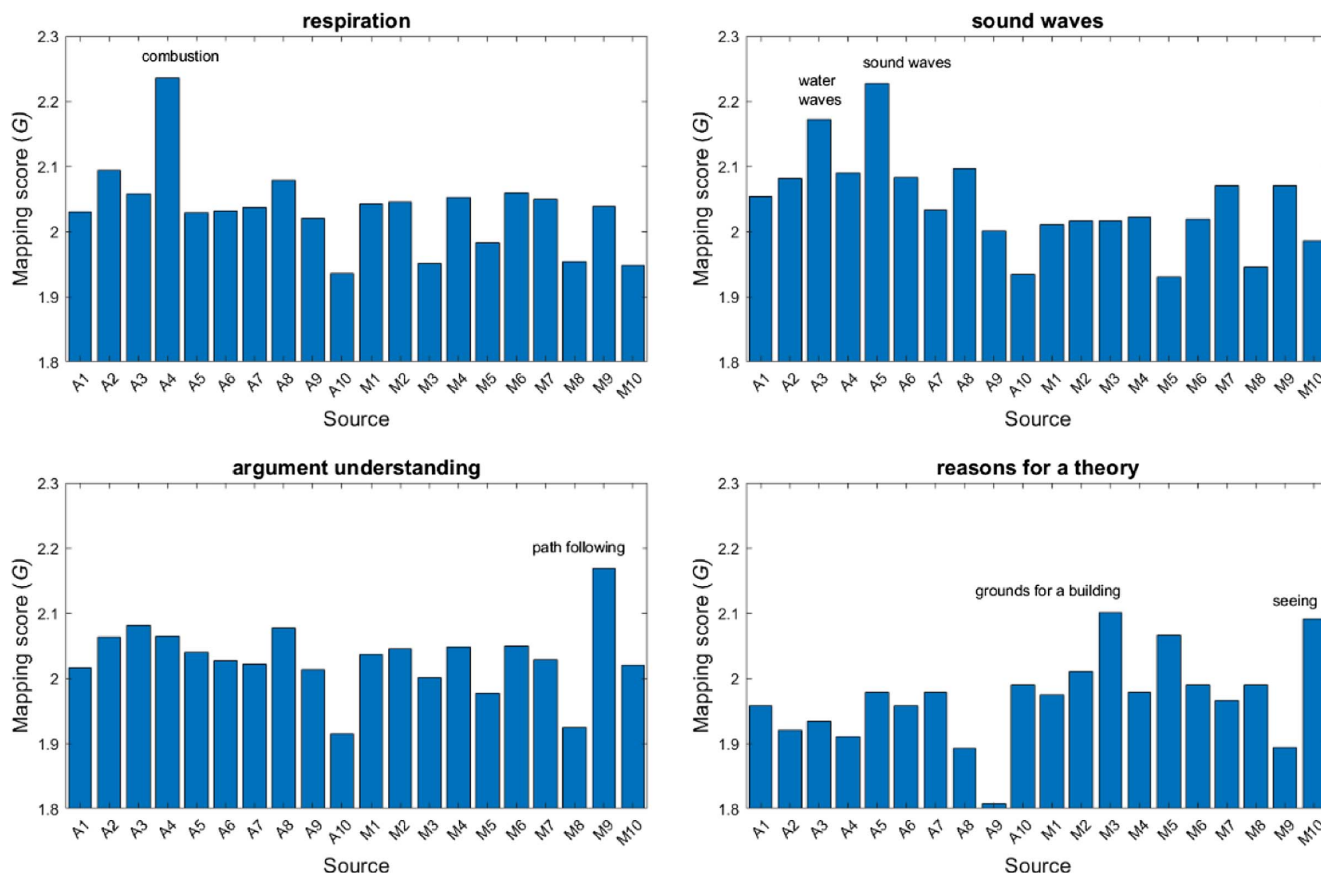 respiration
2.3
2.2
2.1
2
1.9
1.8
Mapping score (G)
combustion
A1 A2 A3 A4 A5 A6 A7 A8 A9 A10 M1 M2 M3 M4 M5 M6 M7 M8 M9 M10
Source
sound waves
2.3
2.2
2.1
2
1.9
1.8
Mapping score (G)
sound waves
water
waves
A1 A2 A3 A4 A5 A6 A7 A8 A9 A10 M1 M2 M3 M4 M5 M6 M7 M8 M9 M10
Source
argument understanding
2.3
2.2
2.1
2
1.9
1.8
Mapping score (G)
path following
A1 A2 A3 A4 A5 A6 A7 A8 A9 A10 M1 M2 M3 M4 M5 M6 M7 M8 M9 M10
Source
reasons for a theory
2.3
2.2
2.1
2
1.9
1.8
Mapping score (G)
grounds for a building
seeing
A1 A2 A3 A4 A5 A6 A7 A8 A9 A10 M1 M2 M3 M4 M5 M6 M7 M8 M9 M10
Source